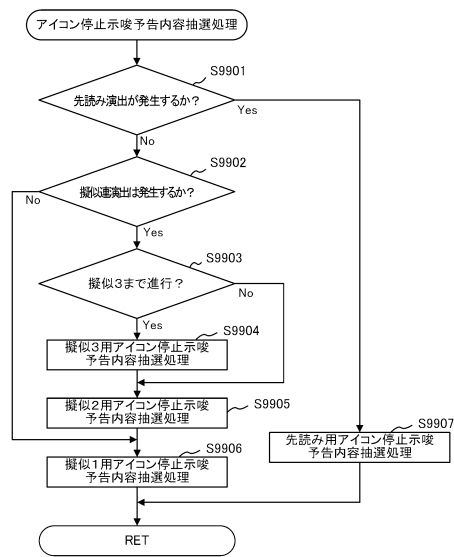 アイコン停止示唆予告内容抽選処理
S9901
先読み演出が発生するか？
Yes
No
S9902
擬似連演出は発生するか？
No
Yes
S9903
擬似３まで進行？
No
Yes
S9904
擬似３用アイコン停止示唆
予告内容抽選処理
擬似２用アイコン停止示唆
予告内容抽選処理
S9905
S9907
先読み用アイコン停止示唆
予告内容抽選処理
S9906
擬似１用アイコン停止示唆
予告内容抽選処理
RET